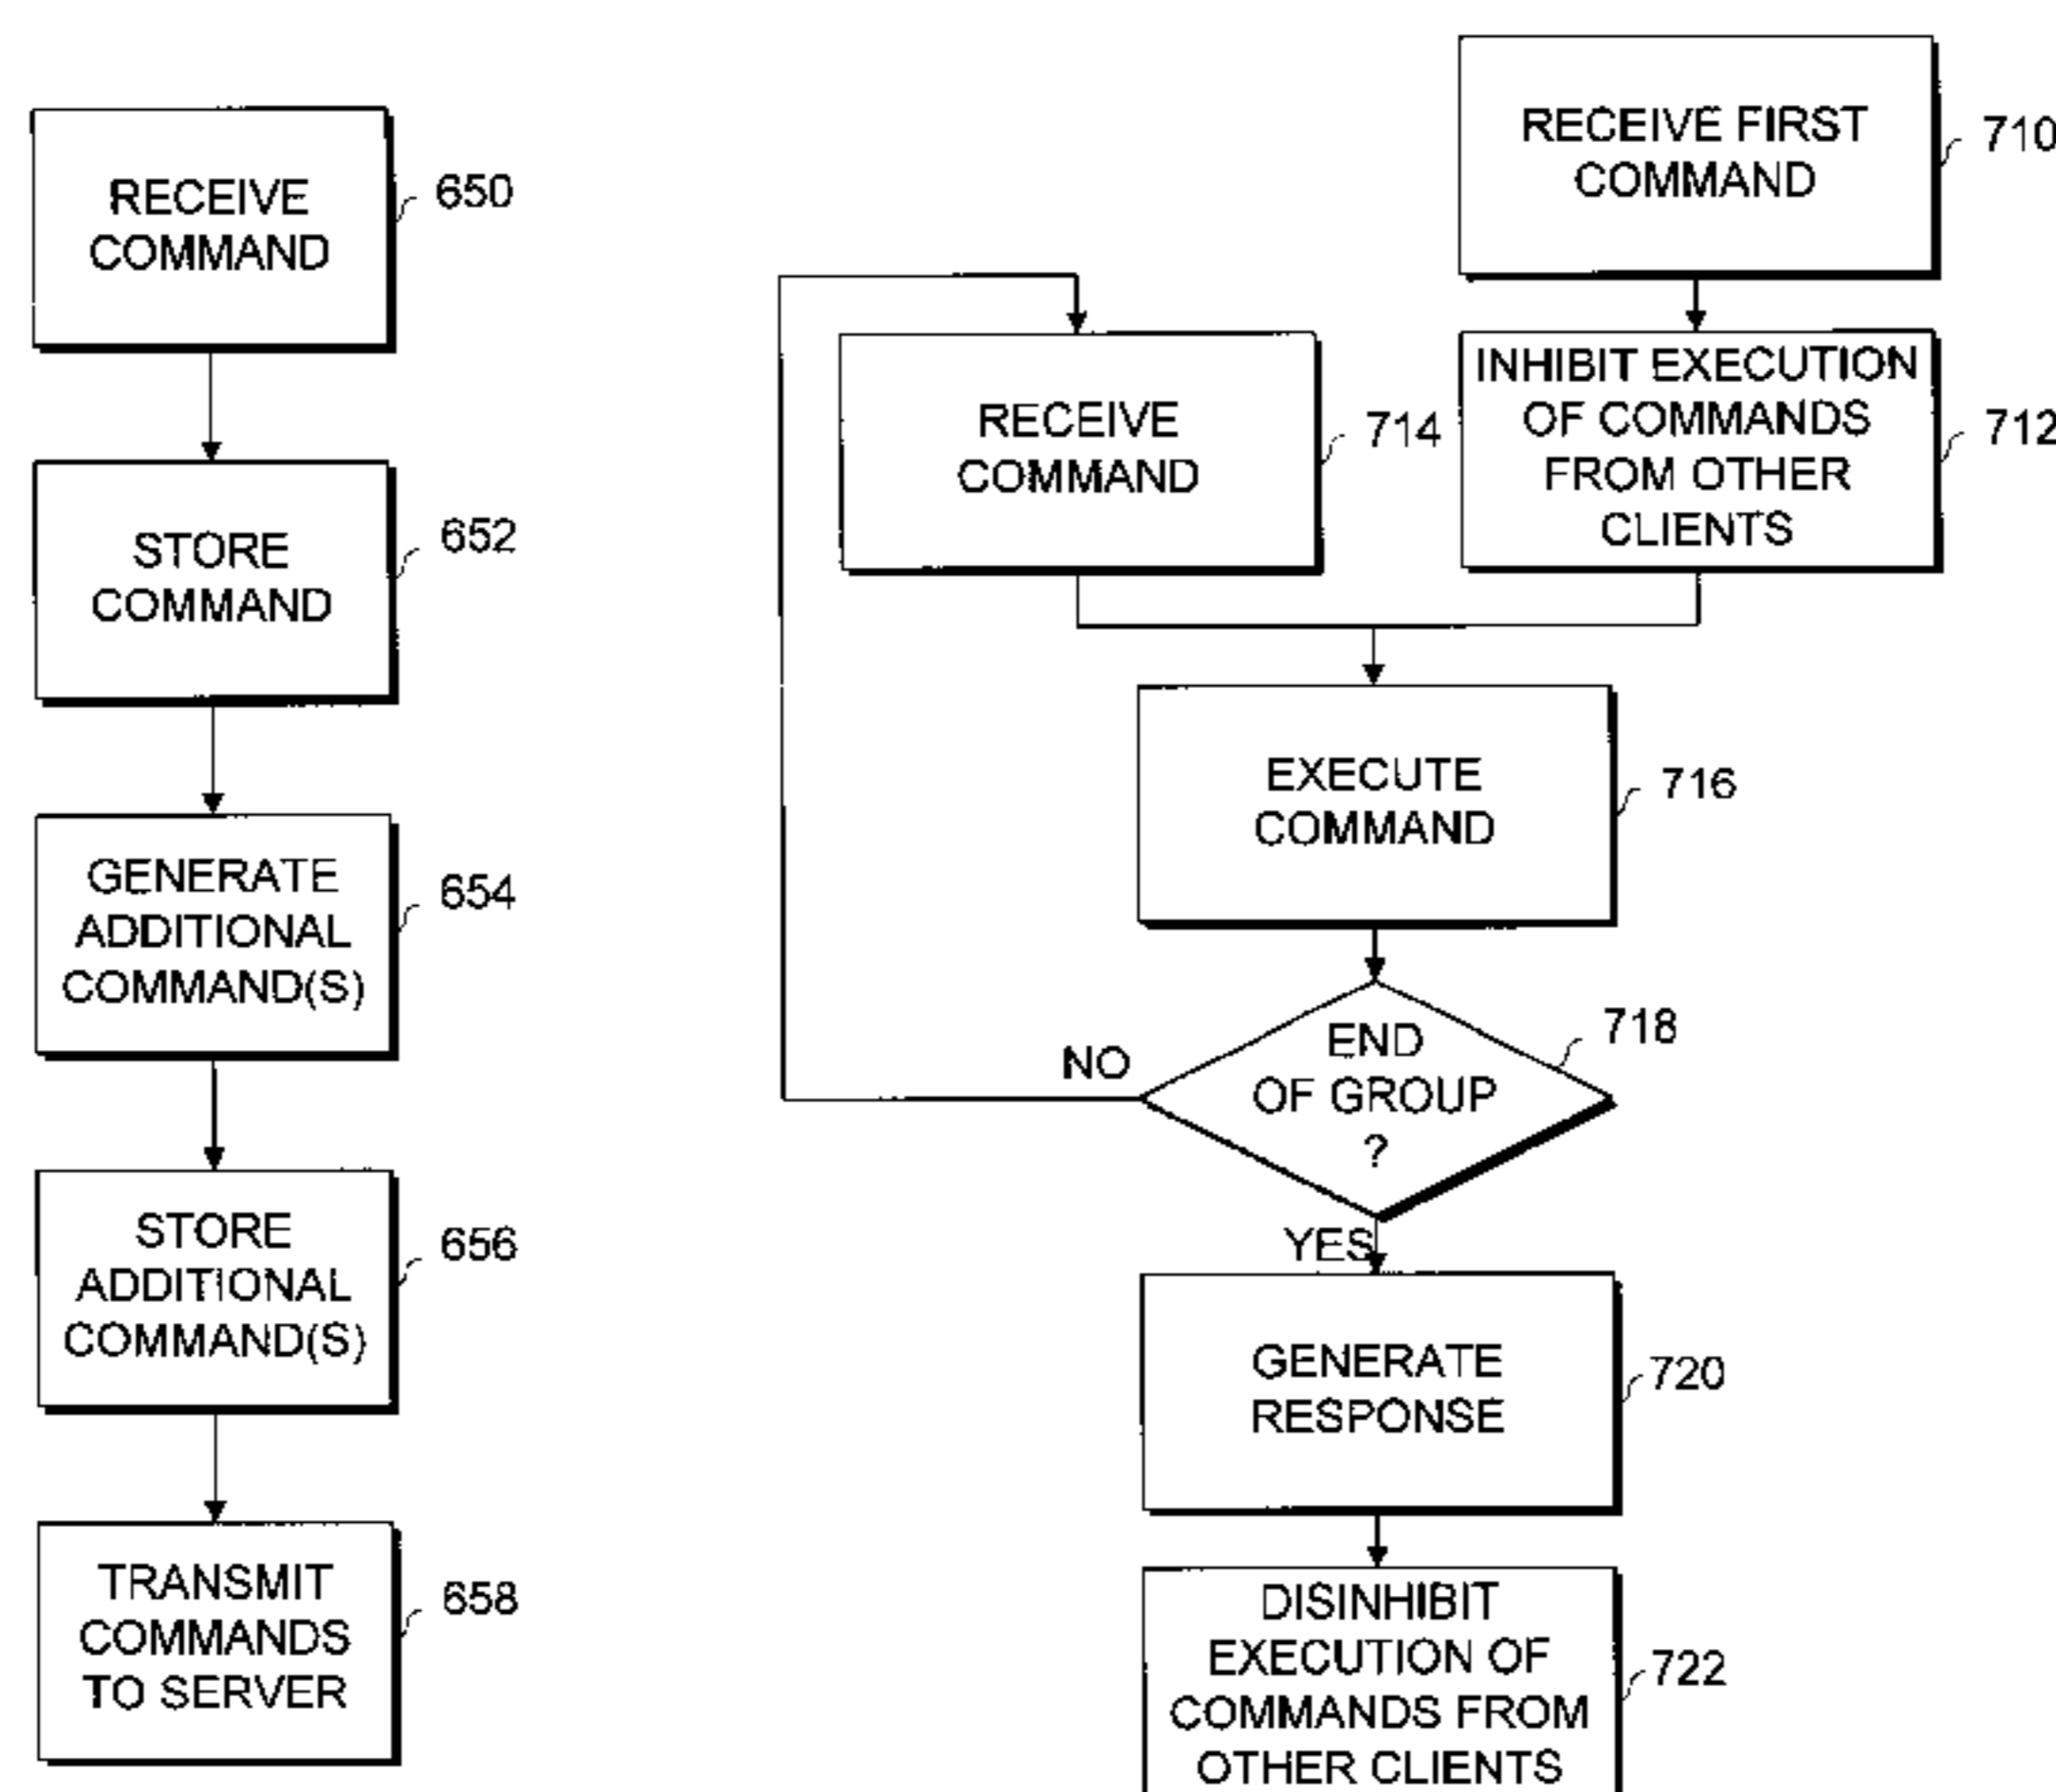 RECEIVE
COMMAND
650
STORE
COMMAND
652
GENERATE
ADDITIONAL
COMMAND(S)
654
STORE
ADDITIONAL
COMMAND(S)
656
TRANSMIT
COMMANDS
TO SERVER
658
RECEIVE FIRST
COMMAND
710
INHIBIT EXECUTION
OF COMMANDS
FROM OTHER
CLIENTS
712
RECEIVE
COMMAND
714
EXECUTE
COMMAND
716
END
OF GROUP
?
718
NO
YES
GENERATE
RESPONSE
720
DISINHIBIT
EXECUTION OF
COMMANDS FROM
OTHER CLIENTS
722